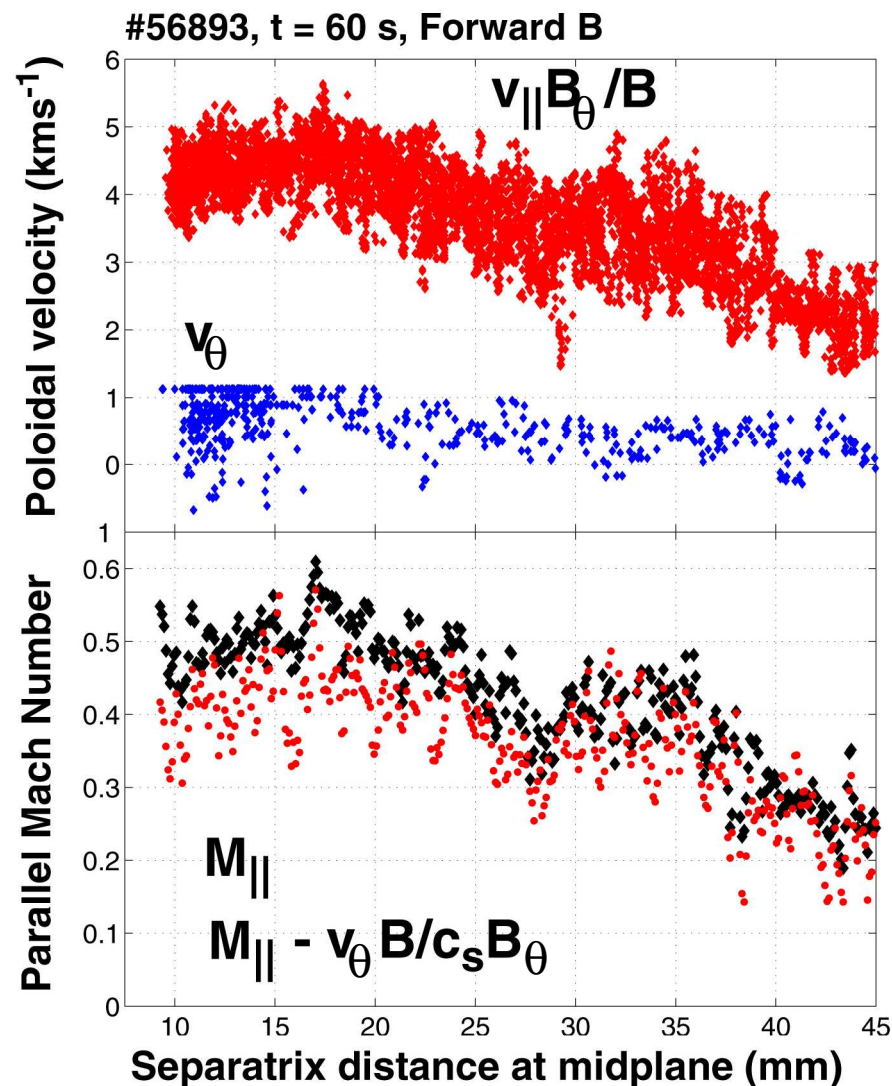 #56893, t = 60 s, Forward B
Poloidal velocity (kms⁻¹)
6
5
4
3
2
1
0
1
v||Bθ/B
vθ
Parallel Mach Number
0.6
0.5
0.4
0.3
0.2
0.1
0
M||
M|| - vθB/csBθ
10
15
20
25
30
35
40
45
Separatrix distance at midplane (mm)